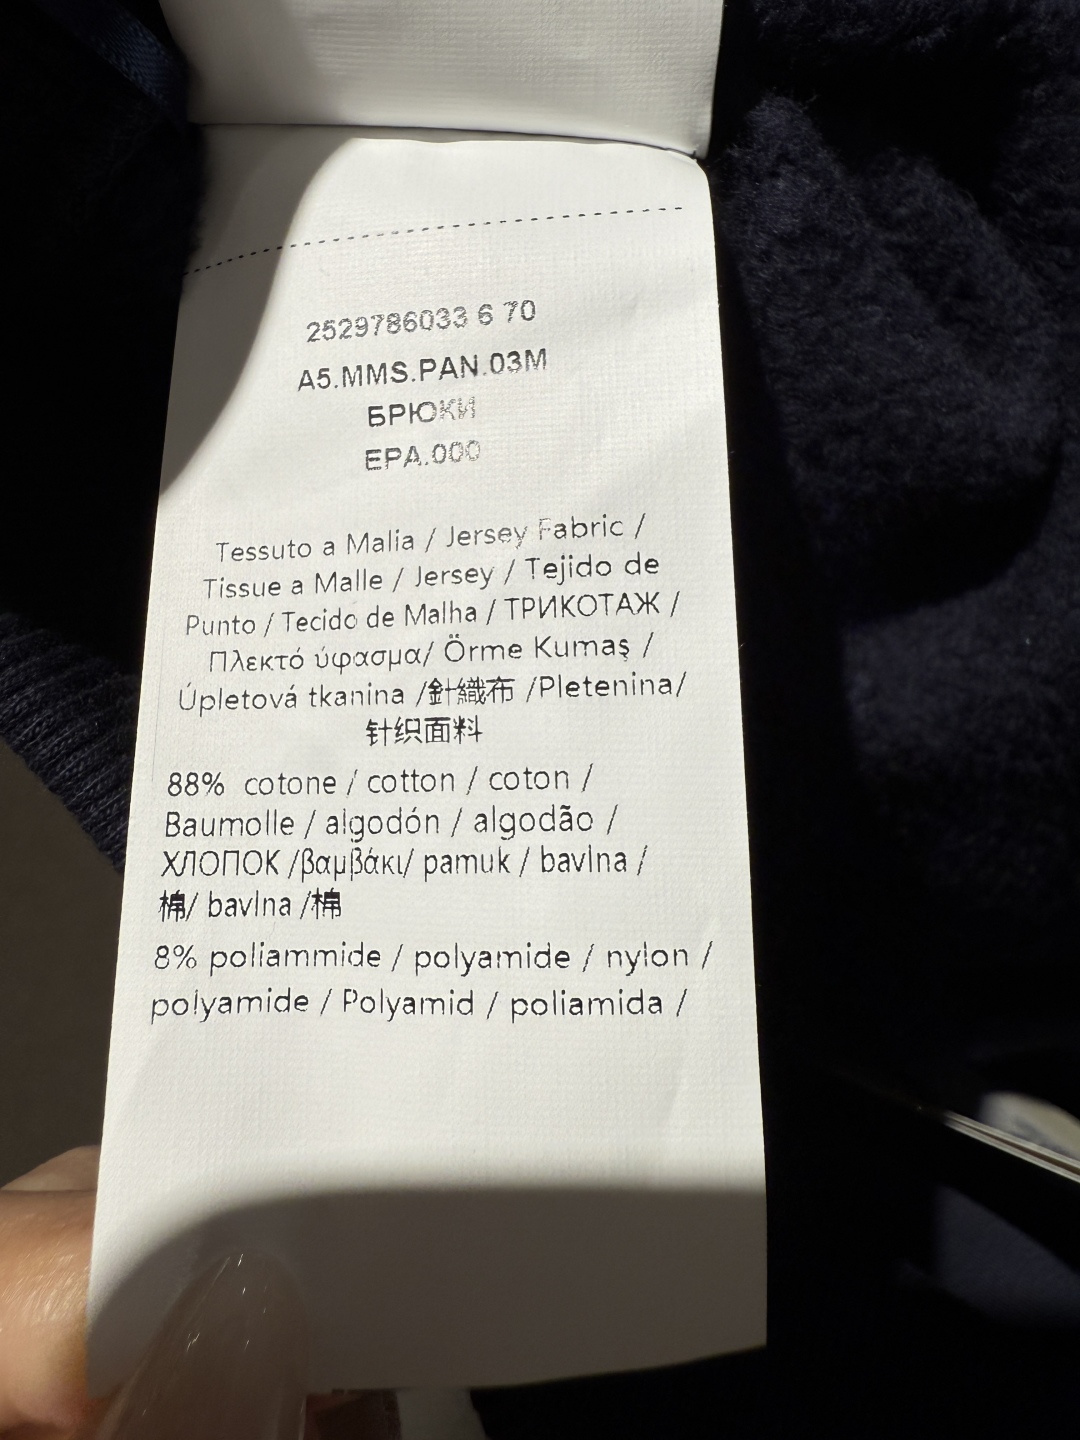 2529786033 6 70
A5.MMS.PAN.03M
БРЮКИ
EPA.000
Tessuto a Malia / Jersey Fabric /
Tissue a Malle / Jersey / Tejido de
Punto / Tecido de Malha / ТРИКОТАЖ /
Πλεκτό ύφασμα/ Örme Kumaş /
Úpletová tkanina /針織布 /Pletenina/
针织面料
88% cotone / cotton / coton /
Baumolle / algodón / algodão /
ХЛОПОК /βαμβάκι/ pamuk / bavlna /
棉/ bavlna /棉
8% poliammide / polyamide / nylon /
polyamide / Polyamid / poliamida /